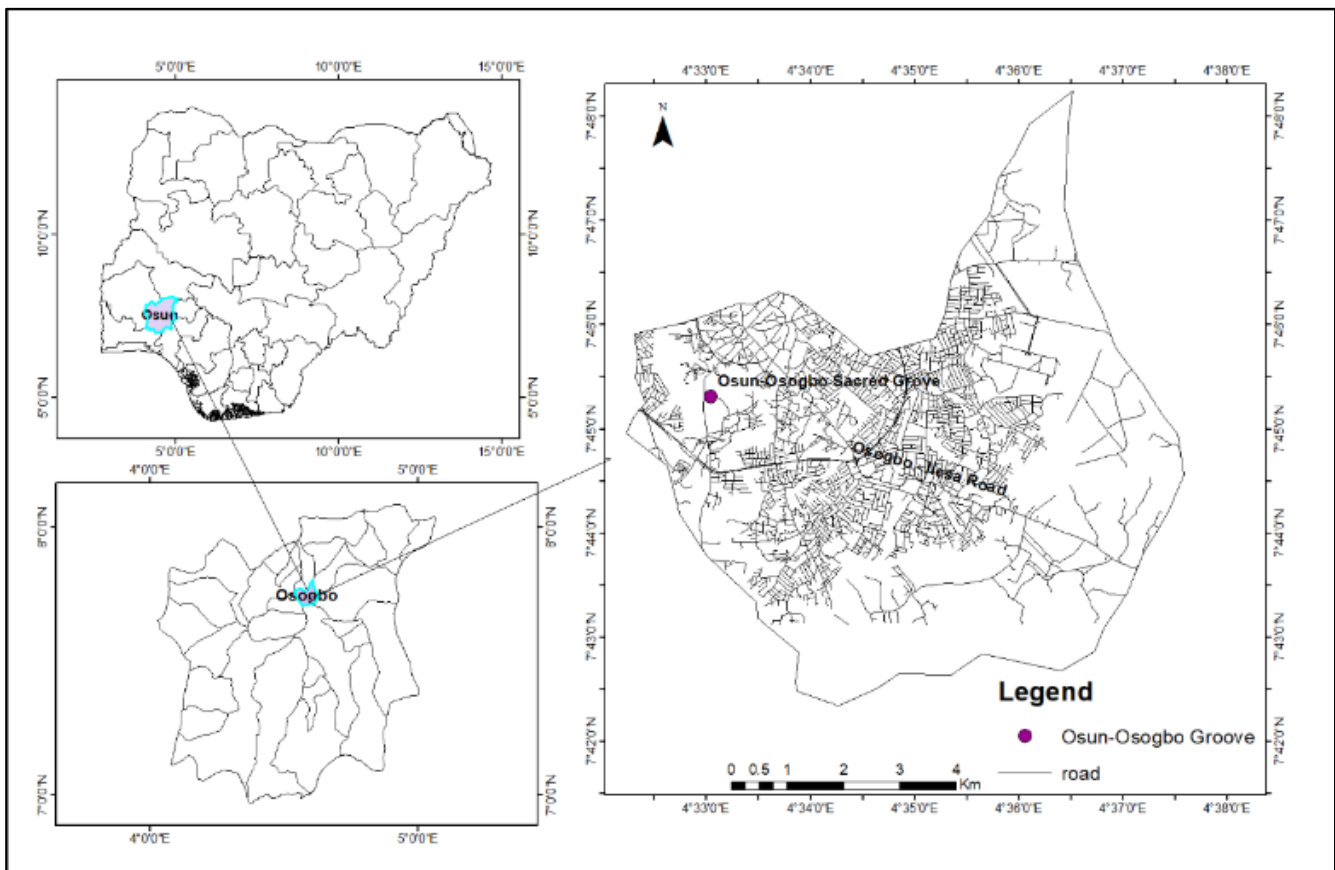 5°0'0"E 10°0'0"E 15°0'0"E
10°0'0"N
10°0'0"N
5°0'0"N
5°0'0"N
Osun
5°0'0"E 10°0'0"E 15°0'0"E
4°0'0"E 5°0'0"E
8°0'0"N
8°0'0"N
Osogbo
7°0'0"N
7°0'0"N
4°0'0"E 5°0'0"E
4°33'0"E 4°34'0"E 4°35'0"E 4°36'0"E 4°37'0"E 4°38'0"E
N
7°48'0"N
7°48'0"N
7°47'0"N
7°47'0"N
7°46'0"N
7°46'0"N
Osun-Osogbo Sacred Grove
7°45'0"N
7°45'0"N
Osogbo - Ilesa Road
7°44'0"N
7°44'0"N
7°43'0"N
7°43'0"N
7°42'0"N
7°42'0"N
Legend
Osun-Osogbo Groove
road
0 0.5 1 2 3 4
Km
4°33'0"E 4°34'0"E 4°35'0"E 4°36'0"E 4°37'0"E 4°38'0"E